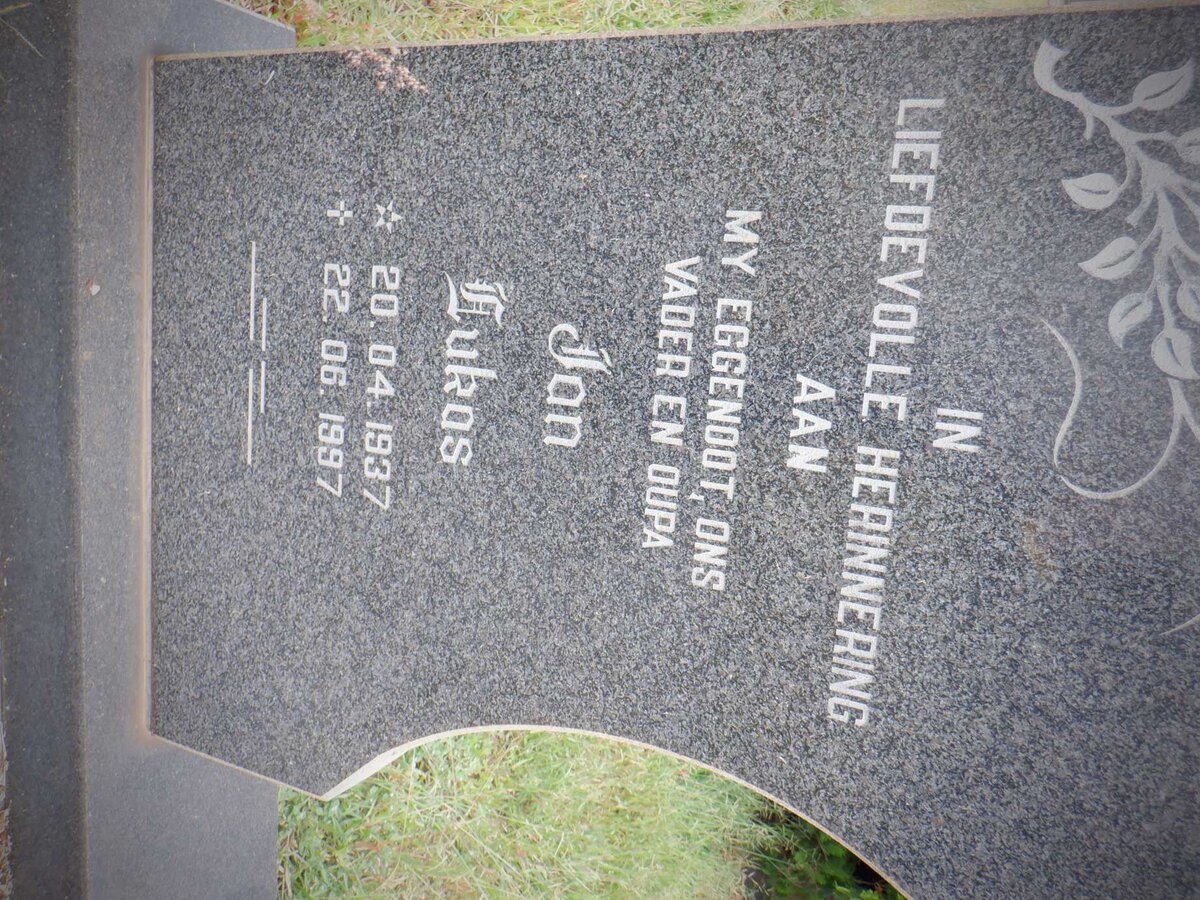 IN
LIEFDEVOLLE HERINNERING
AAN
MY EGGENOOT, ONS
VADER EN OUPA
Jan
Lukas
20.04.1937
22.06.1997